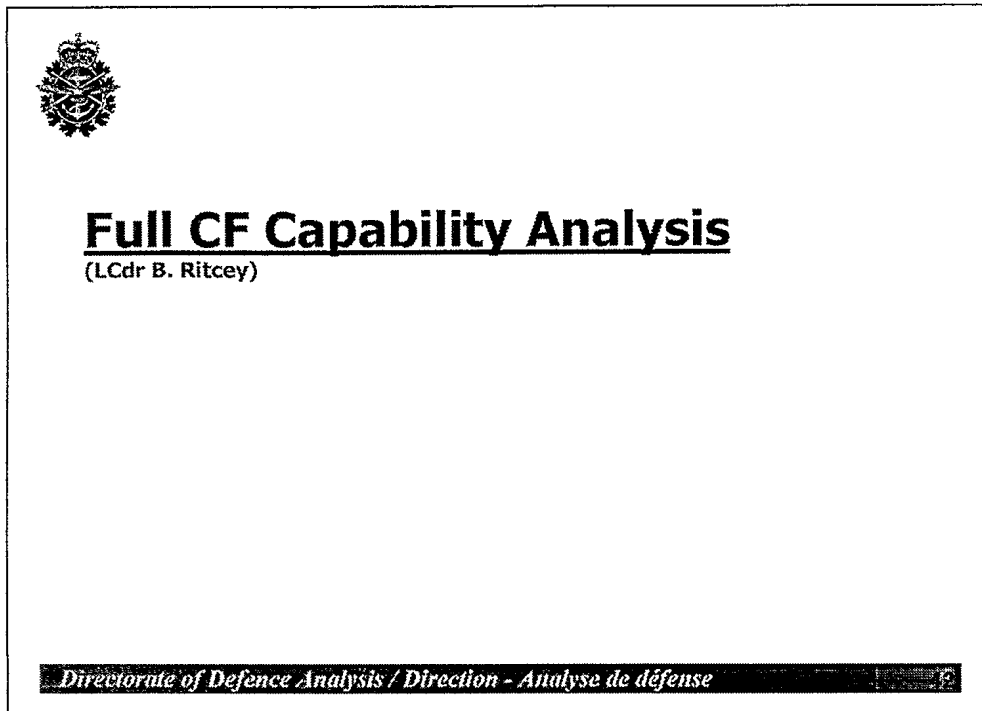 Full CF Capability Analysis
(LCdr B. Ritcey)
Directorate of Defence Analysis / Direction - Analyse de défense